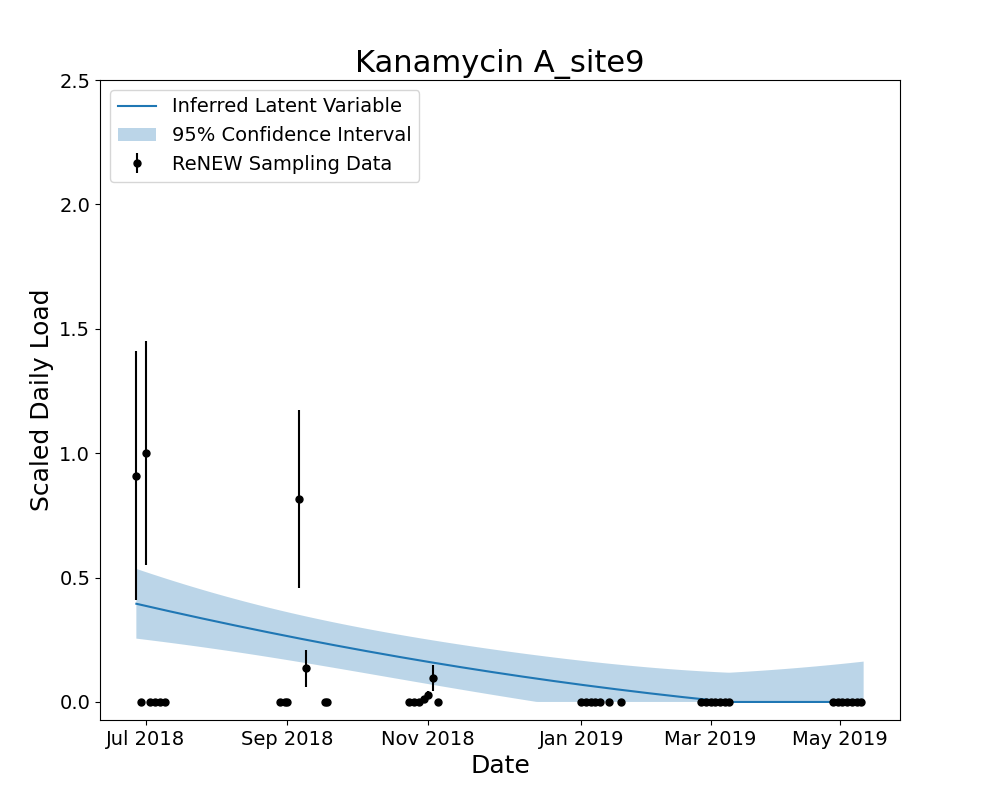 Kanamycin A_site9
2.5
2.0
1.5
1.0
0.5
0.0
Scaled Daily Load
Inferred Latent Variable
95% Confidence Interval
ReNEW Sampling Data
Jul 2018
Sep 2018
Nov 2018
Jan 2019
Mar 2019
May 2019
Date